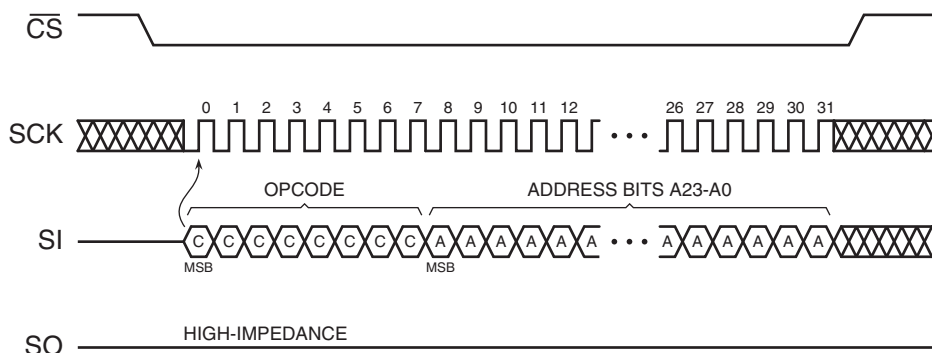 CS
SCK
0 1 2 3 4 5 6 7 8 9 10 11 12 26 27 28 29 30 31
OPCODE
ADDRESS BITS A23-A0
SI
C C C C C C C C A A A A A A A A A A A A
MSB
MSB
SO
HIGH-IMPEDANCE